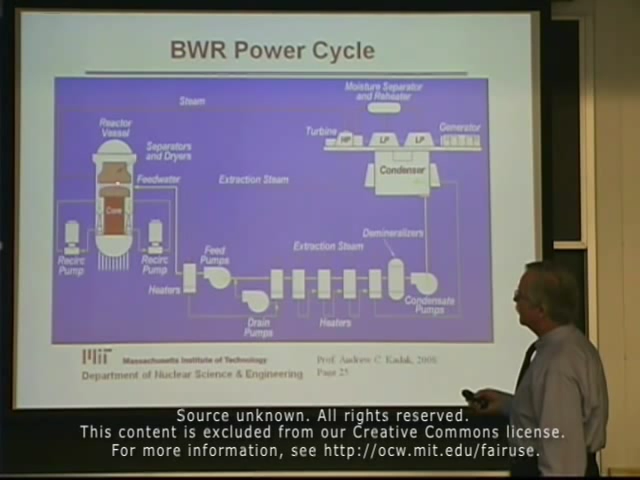 BWR Power Cycle
Moisture Separator
and Reheater
Steam
Reactor
Vessel
Turbine
HP
LP
LP
Generator
Separators
and Dryers
Condenser
Feedwater
Extraction Steam
Core
Demineralizers
Extraction Steam
Feed
Pumps
Recirc
Pump
Recirc
Pump
Heaters
Drain
Pumps
Heaters
Condensate
Pumps
MIT
Massachusetts Institute of Technology
Department of Nuclear Science & Engineering
Prof. Andrew C. Kadak, 2008
Page 25
Source unknown. All rights reserved.
This content is excluded from our Creative Commons license.
For more information, see http://ocw.mit.edu/fairuse.